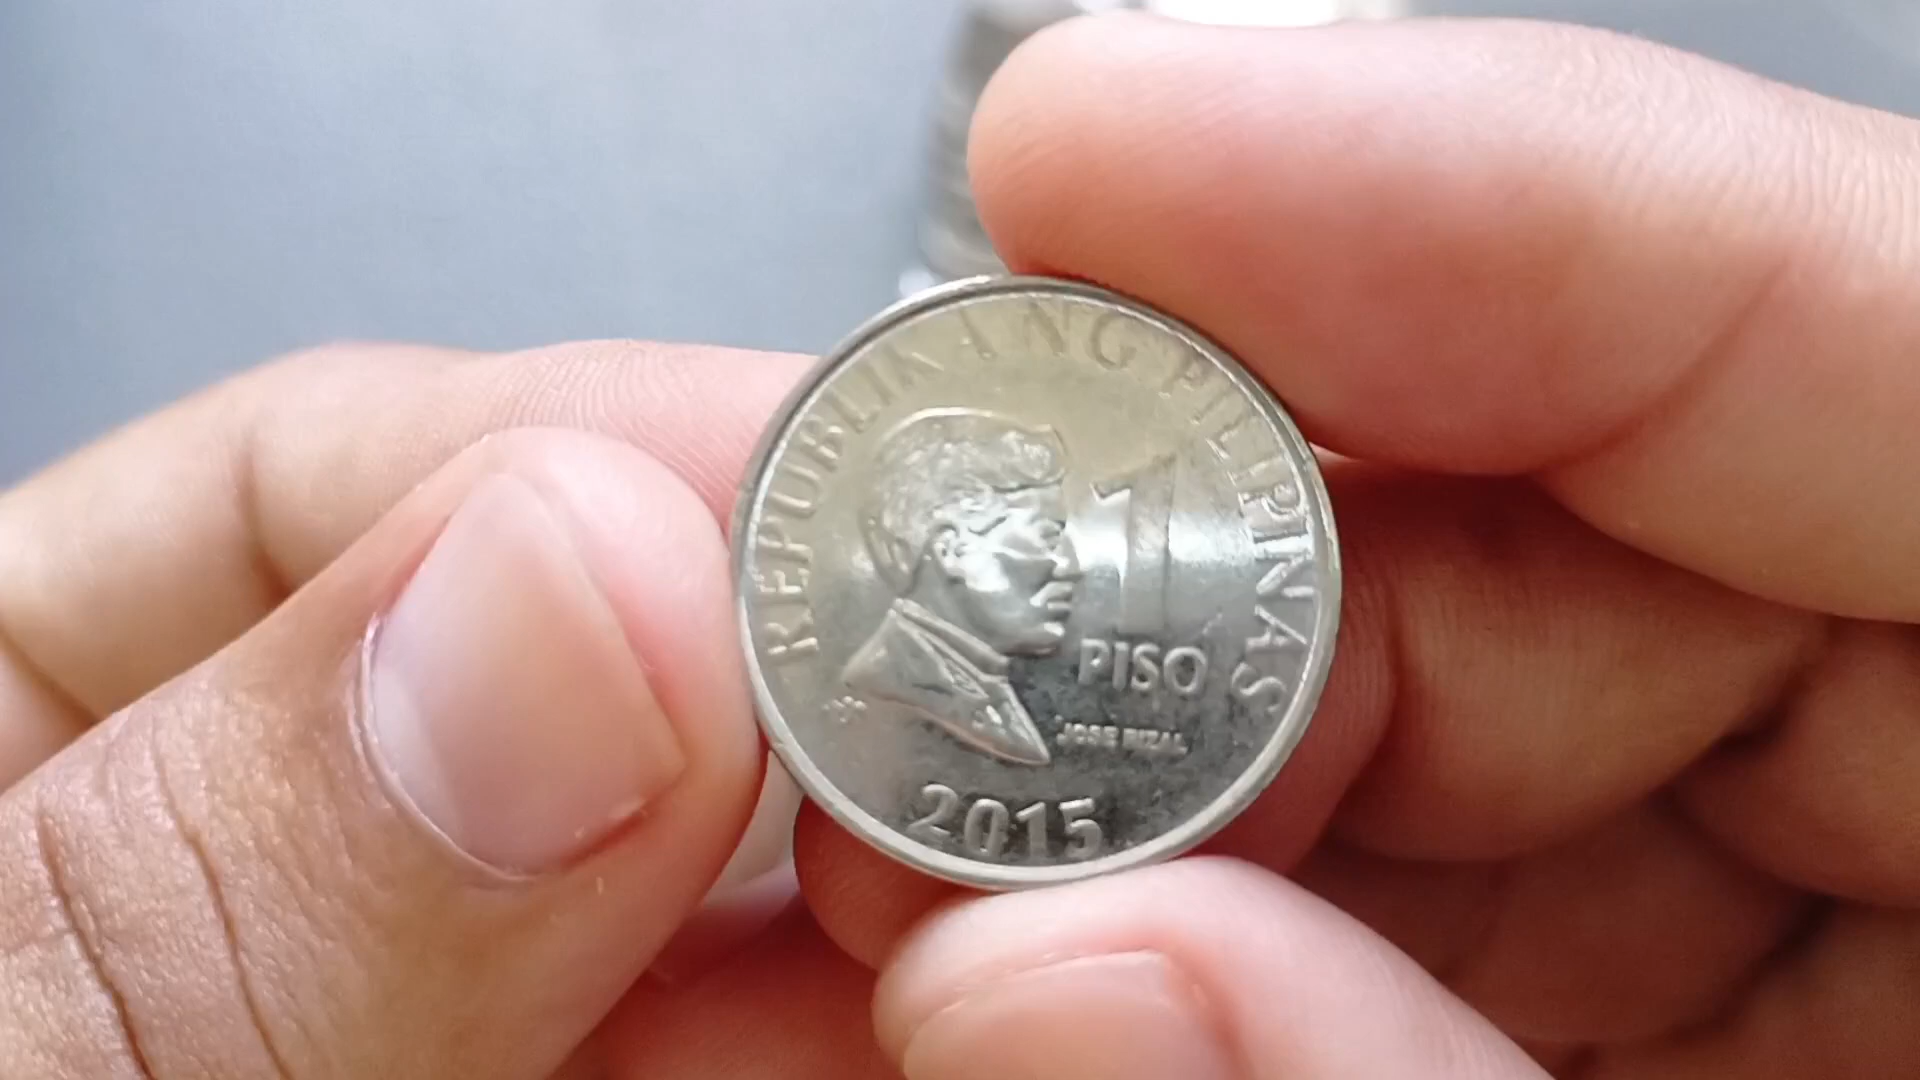 REPUBLIKA NG PILIPINAS
1
PISO
JOSE RIZAL
2015